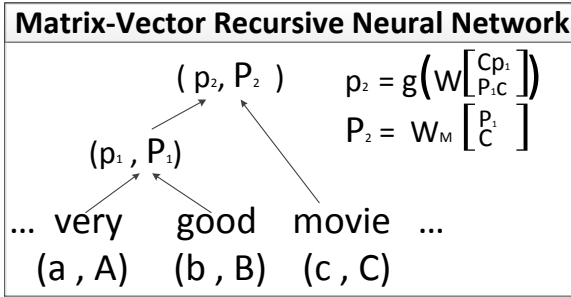 Matrix-Vector Recursive Neural Network
( p₂, P₂ )
p₂ = g(W[Cp₁
P₁c])
P₂ = W_M [P₁
C]
(p₁ , P₁)
... very good movie ...
(a , A) (b , B) (c , C)